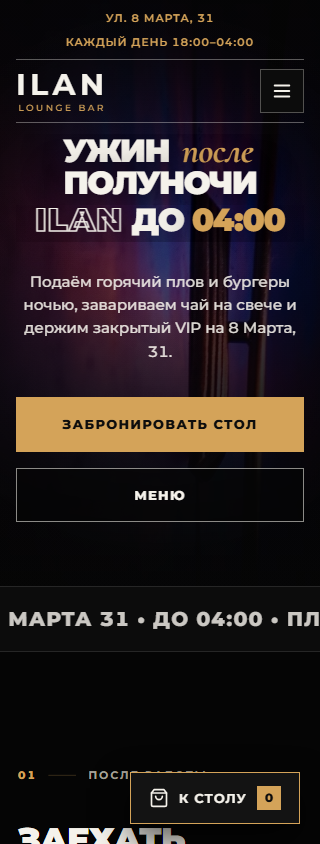 УЛ. 8 МАРТА, 31
КАЖДЫЙ ДЕНЬ 18:00–04:00
ILAN
LOUNGE BAR
УЖИН после
ПОЛУНОЧИ
ILAN ДО 04:00
Подаём горячий плов и бургеры
ночью, завариваем чай на свече и
держим закрытый VIP на 8 Марта,
31.
ЗАБРОНИРОВАТЬ СТОЛ
МЕНЮ
МАРТА 31 • ДО 04:00 • ПЛ
01
К СТОЛУ 0
ЗАЕХАТЬ